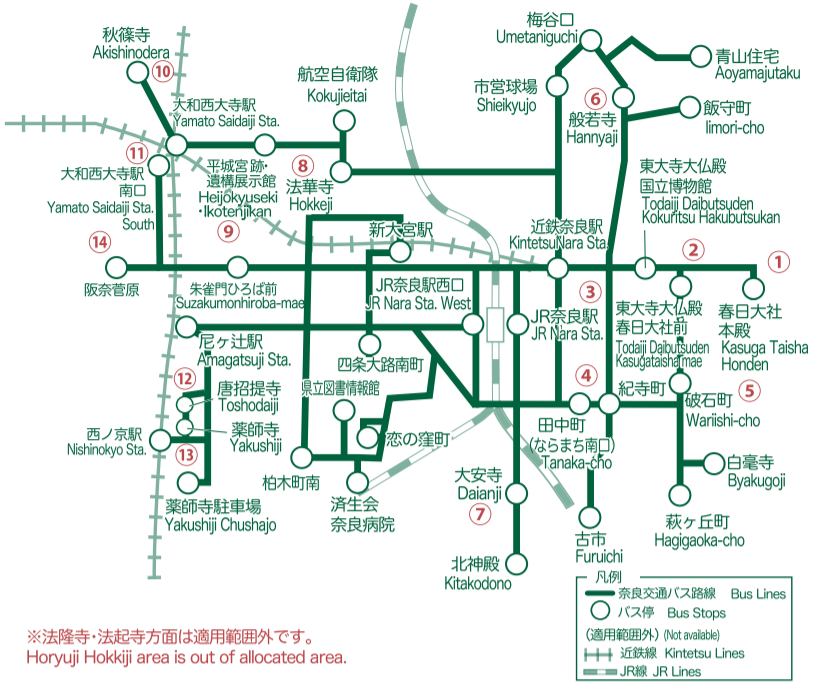 秋篠寺
Akishinodera
⑩
航空自衛隊
Kokujieitai
梅谷口
Umetaniguchi
青山住宅
Aoyamajutaku
市営球場
Shieikyujo
⑥
般若寺
Hannyaji
飯守町
Iimori-cho
大和西大寺駅
Yamato Saidaiji Sta.
⑪
大和西大寺駅
南口
Yamato Saidaiji Sta.
South
平城宮 跡・
遺構展示館
Heijokyuseki
・Ikotenjikan
⑧
法華寺
Hokkeji
⑨
新大宮駅
近鉄奈良駅
KintetsuNara Sta.
東大寺大仏殿
国立博物館
Todaiji Daibutsuden
Kokuritsu Hakubutsukan
②
①
⑭
阪奈菅原
朱雀門ひろば前
Suzakumonhiroba-mae
JR奈良駅西口
JR Nara Sta. West
JR奈良駅
JR Nara Sta.
③
東大寺大仏殿
春日大社前
Todaiji Daibutsuden
Kasugataishamae
春日大社
本殿
Kasuga Taisha
Honden
尼ヶ辻駅
Amagatsuji Sta.
四条大路南町
⑫
唐招提寺
Toshodaiji
薬師寺
Yakushiji
西ノ京駅
Nishinokyo Sta.
⑬
薬師寺駐車場
Yakushiji Chushajo
県立図書情報館
恋の窪町
柏木町南
済生会
奈良病院
④
田中町
(ならまち南口)
Tanaka-cho
紀寺町
破石町
Wariishi-cho
⑤
大安寺
Daianji
⑦
白毫寺
Byakugoji
萩ヶ丘町
Hagigaoka-cho
古市
Furuichi
北神殿
Kitakodono
凡例
奈良交通バス路線 Bus Lines
バス停 Bus Stops
(適用範囲外) (Not available)
近鉄線 Kintetsu Lines
JR線 JR Lines
※法隆寺・法起寺方面は適用範囲外です。
Horyuji Hokkiji area is out of allocated area.